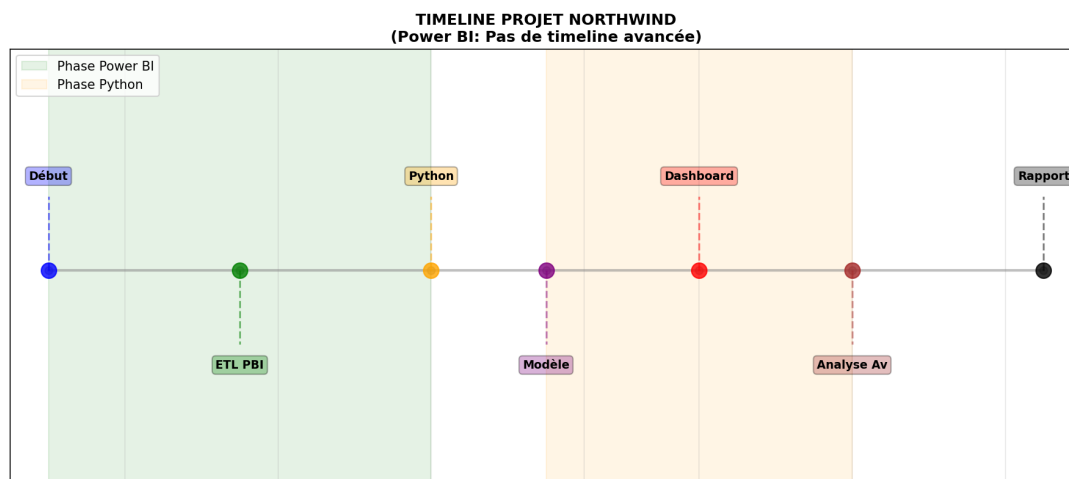 TIMELINE PROJET NORTHWIND
(Power BI: Pas de timeline avancée)
Phase Power BI
Phase Python
Début
Python
Dashboard
Rapport
ETL PBI
Modèle
Analyse Av